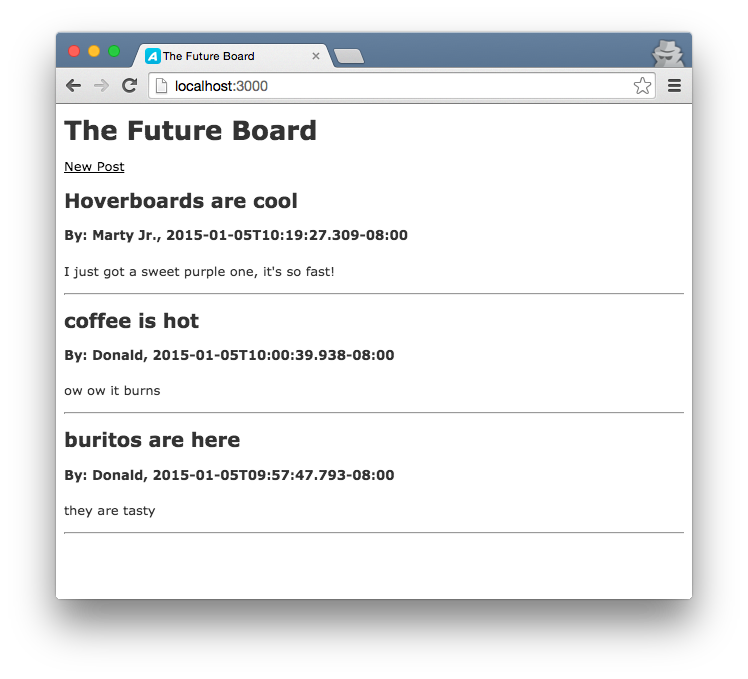 The Future Board
localhost:3000
The Future Board
New Post
Hoverboards are cool
By: Marty Jr., 2015-01-05T10:19:27.309-08:00
I just got a sweet purple one, it's so fast!
coffee is hot
By: Donald, 2015-01-05T10:00:39.938-08:00
ow ow it burns
buritos are here
By: Donald, 2015-01-05T09:57:47.793-08:00
they are tasty